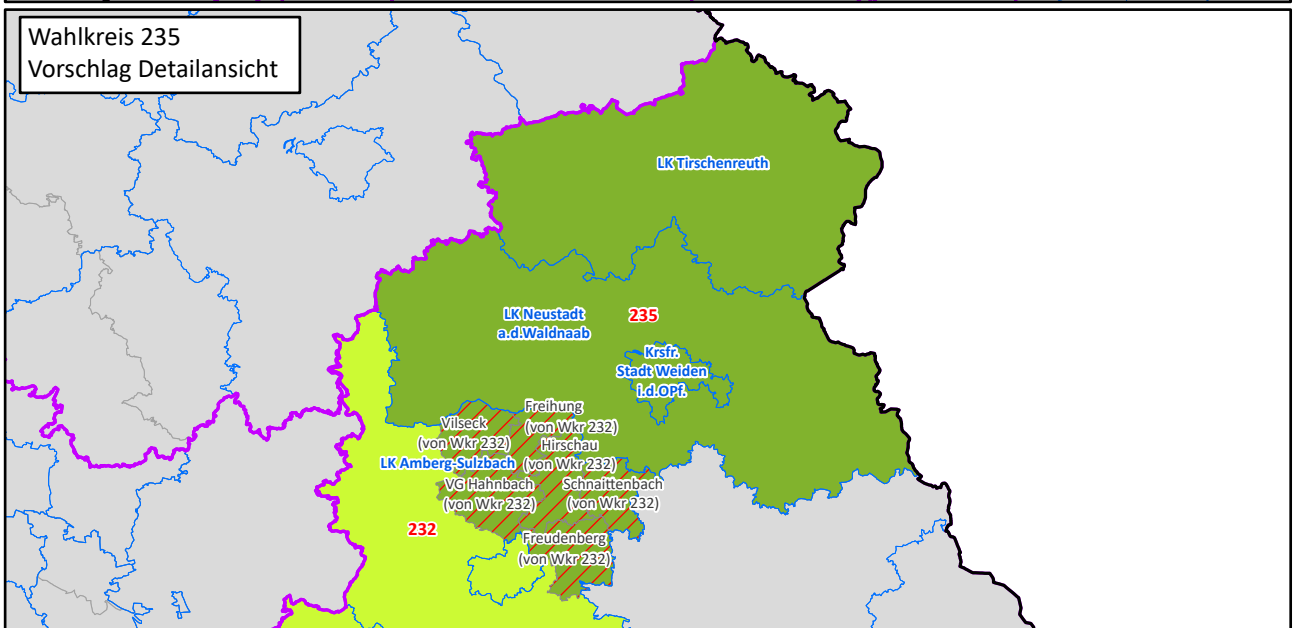 Wahlkreis 235
Vorschlag Detailansicht
LK Tirschenreuth
LK Neustadt
a.d.Waldnaab
235
Krsfr.
Stadt Weiden
i.d.OPf.
Freihung
(von Wkr 232)
Vilseck
(von Wkr 232)
Hirschau
(von Wkr 232)
LK Amberg-Sulzbach
VG Hahnbach
(von Wkr 232)
Schnaittenbach
(von Wkr 232)
232
Freudenberg
(von Wkr 232)